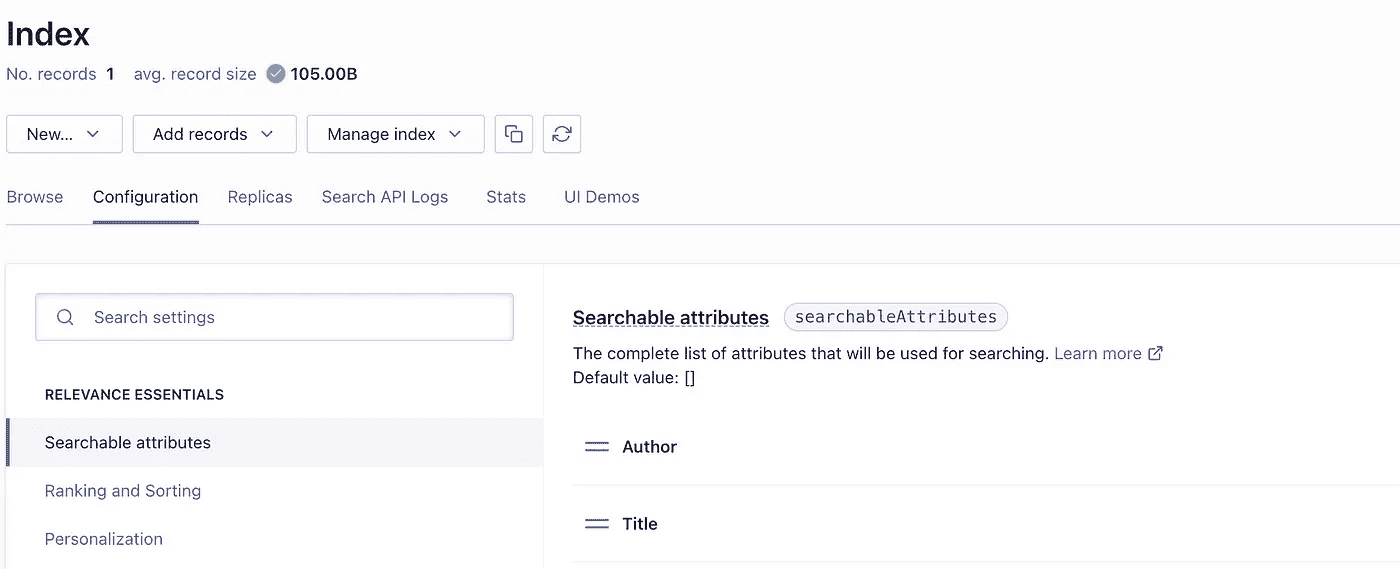 Index
No. records 1 avg. record size 105.00B
New... Add records Manage index
Browse Configuration Replicas Search API Logs Stats UI Demos
Search settings
RELEVANCE ESSENTIALS
Searchable attributes
Ranking and Sorting
Personalization
Searchable attributes searchableAttributes
The complete list of attributes that will be used for searching. Learn more
Default value: []
Author
Title